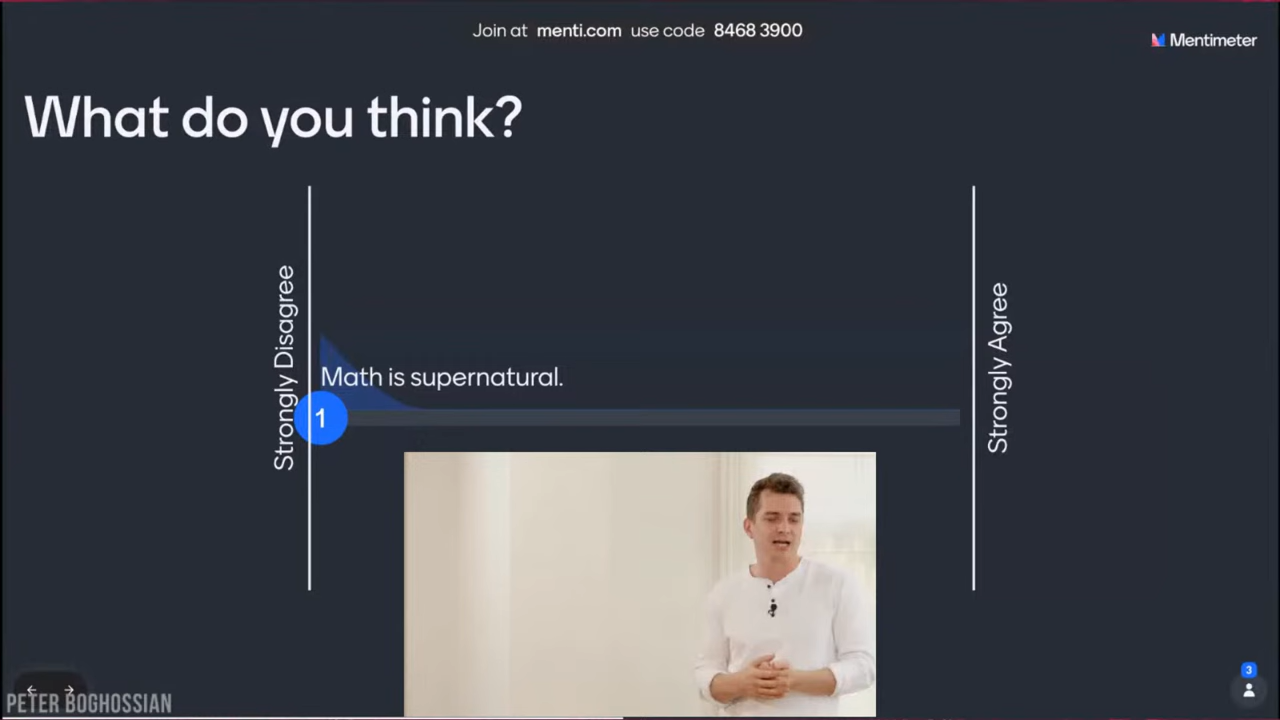 Join at menti.com use code 8468 3900
Mentimeter
What do you think?
Strongly Disagree
Math is supernatural.
1
Strongly Agree
3
PETER BOGHOSSIAN